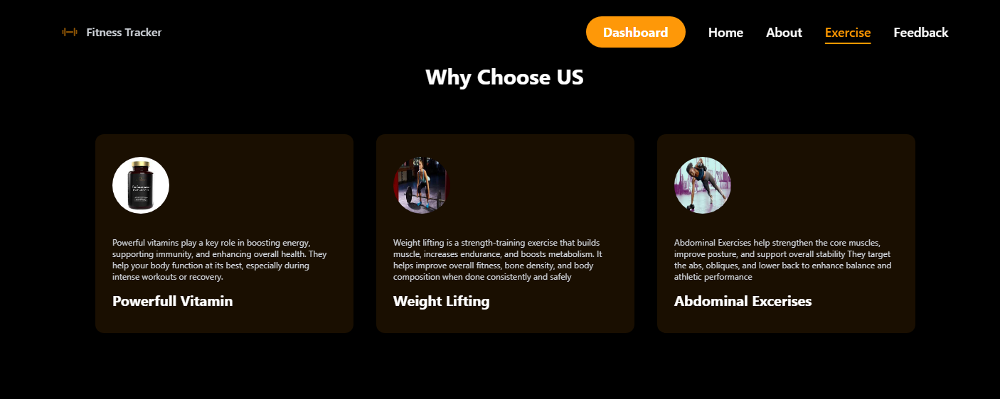 Fitness Tracker
Dashboard
Home
About
Exercise
Feedback
Why Choose US
Powerful vitamins play a key role in boosting energy,
supporting immunity, and enhancing overall health. They
help your body function at its best, especially during
intense workouts or recovery.
Powerfull Vitamin
Weight lifting is a strength-training exercise that builds
muscle, increases endurance, and boosts metabolism. It
helps improve overall fitness, bone density, and body
composition when done consistently and safely
Weight Lifting
Abdominal Exercises help strengthen the core muscles,
improve posture, and support overall stability They target
the abs, obliques, and lower back to enhance balance and
athletic performance
Abdominal Excerises